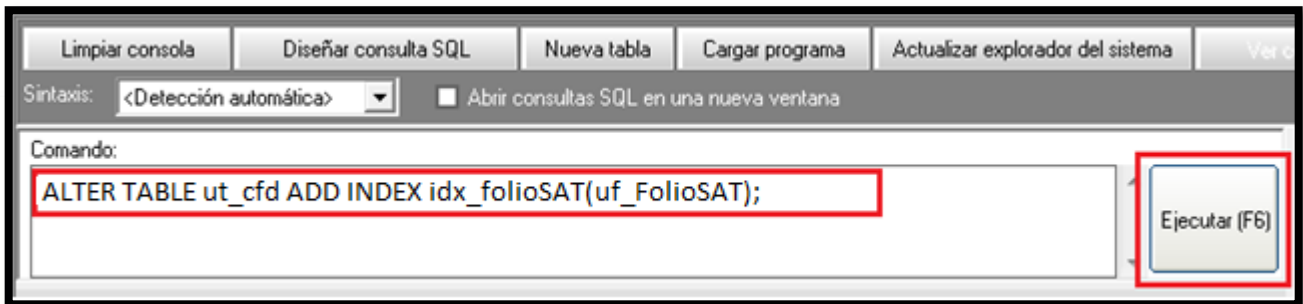 Limpiar consola Diseñar consulta SQL Nueva tabla Cargar programa Actualizar explorador del sistema Ver
Sintaxis: <Detección automática> Abrir consultas SQL en una nueva ventana
Comando:
ALTER TABLE ut_cfd ADD INDEX idx_folioSAT(uf_FolioSAT);
Ejecutar (F6)